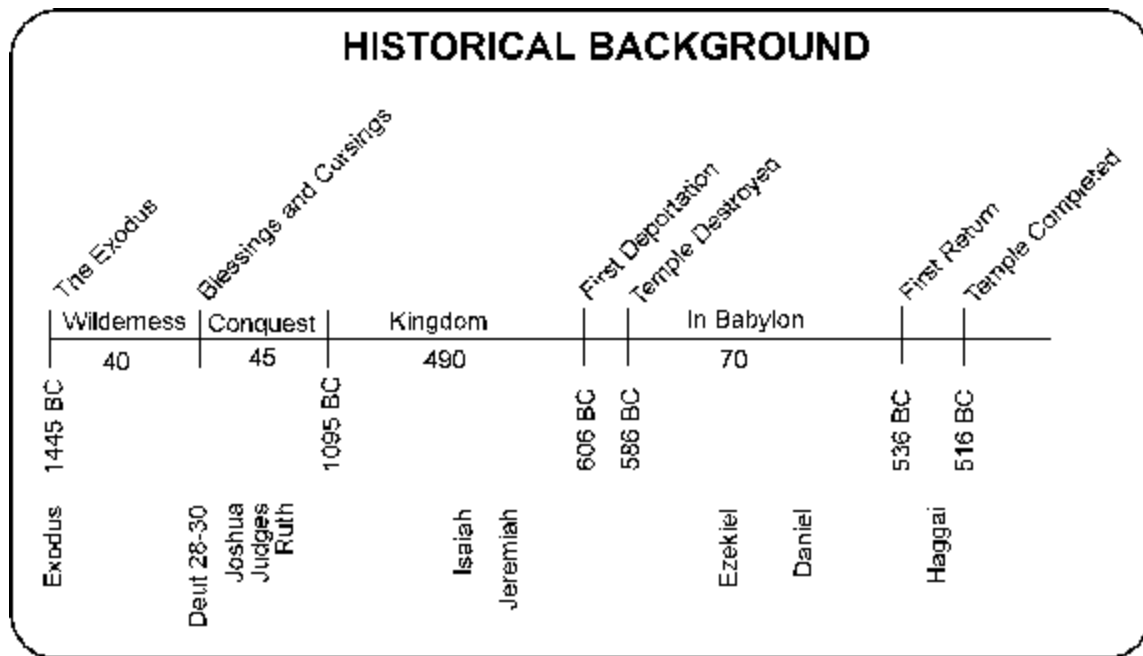 HISTORICAL BACKGROUND
The Exodus
Blessings and Cursings
First Deportation
Temple Destroyed
First Return
Temple Completed
Wilderness
Conquest
Kingdom
In Babylon
40
45
490
70
1445 BC
1095 BC
606 BC
586 BC
536 BC
516 BC
Exodus
Deut 28-30
Joshua
Judges
Ruth
Isaiah
Jeremiah
Ezekiel
Daniel
Haggai